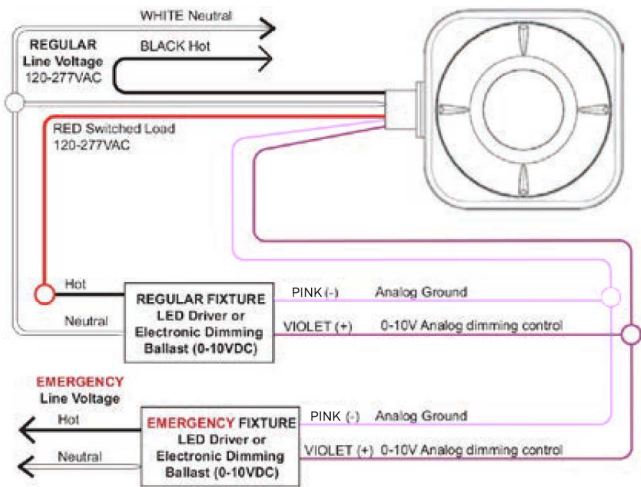 WHITE Neutral
REGULAR
Line Voltage
120-277VAC
BLACK Hot
RED Switched Load
120-277VAC
Hot
Neutral
REGULAR FIXTURE
LED Driver or
Electronic Dimming
Ballast (0-10VDC)
PINK (-) Analog Ground
VIOLET (+) 0-10V Analog dimming control
EMERGENCY
Line Voltage
Hot
Neutral
EMERGENCY FIXTURE
LED Driver or
Electronic Dimming
Ballast (0-10VDC)
PINK (-) Analog Ground
VIOLET (+) 0-10V Analog dimming control